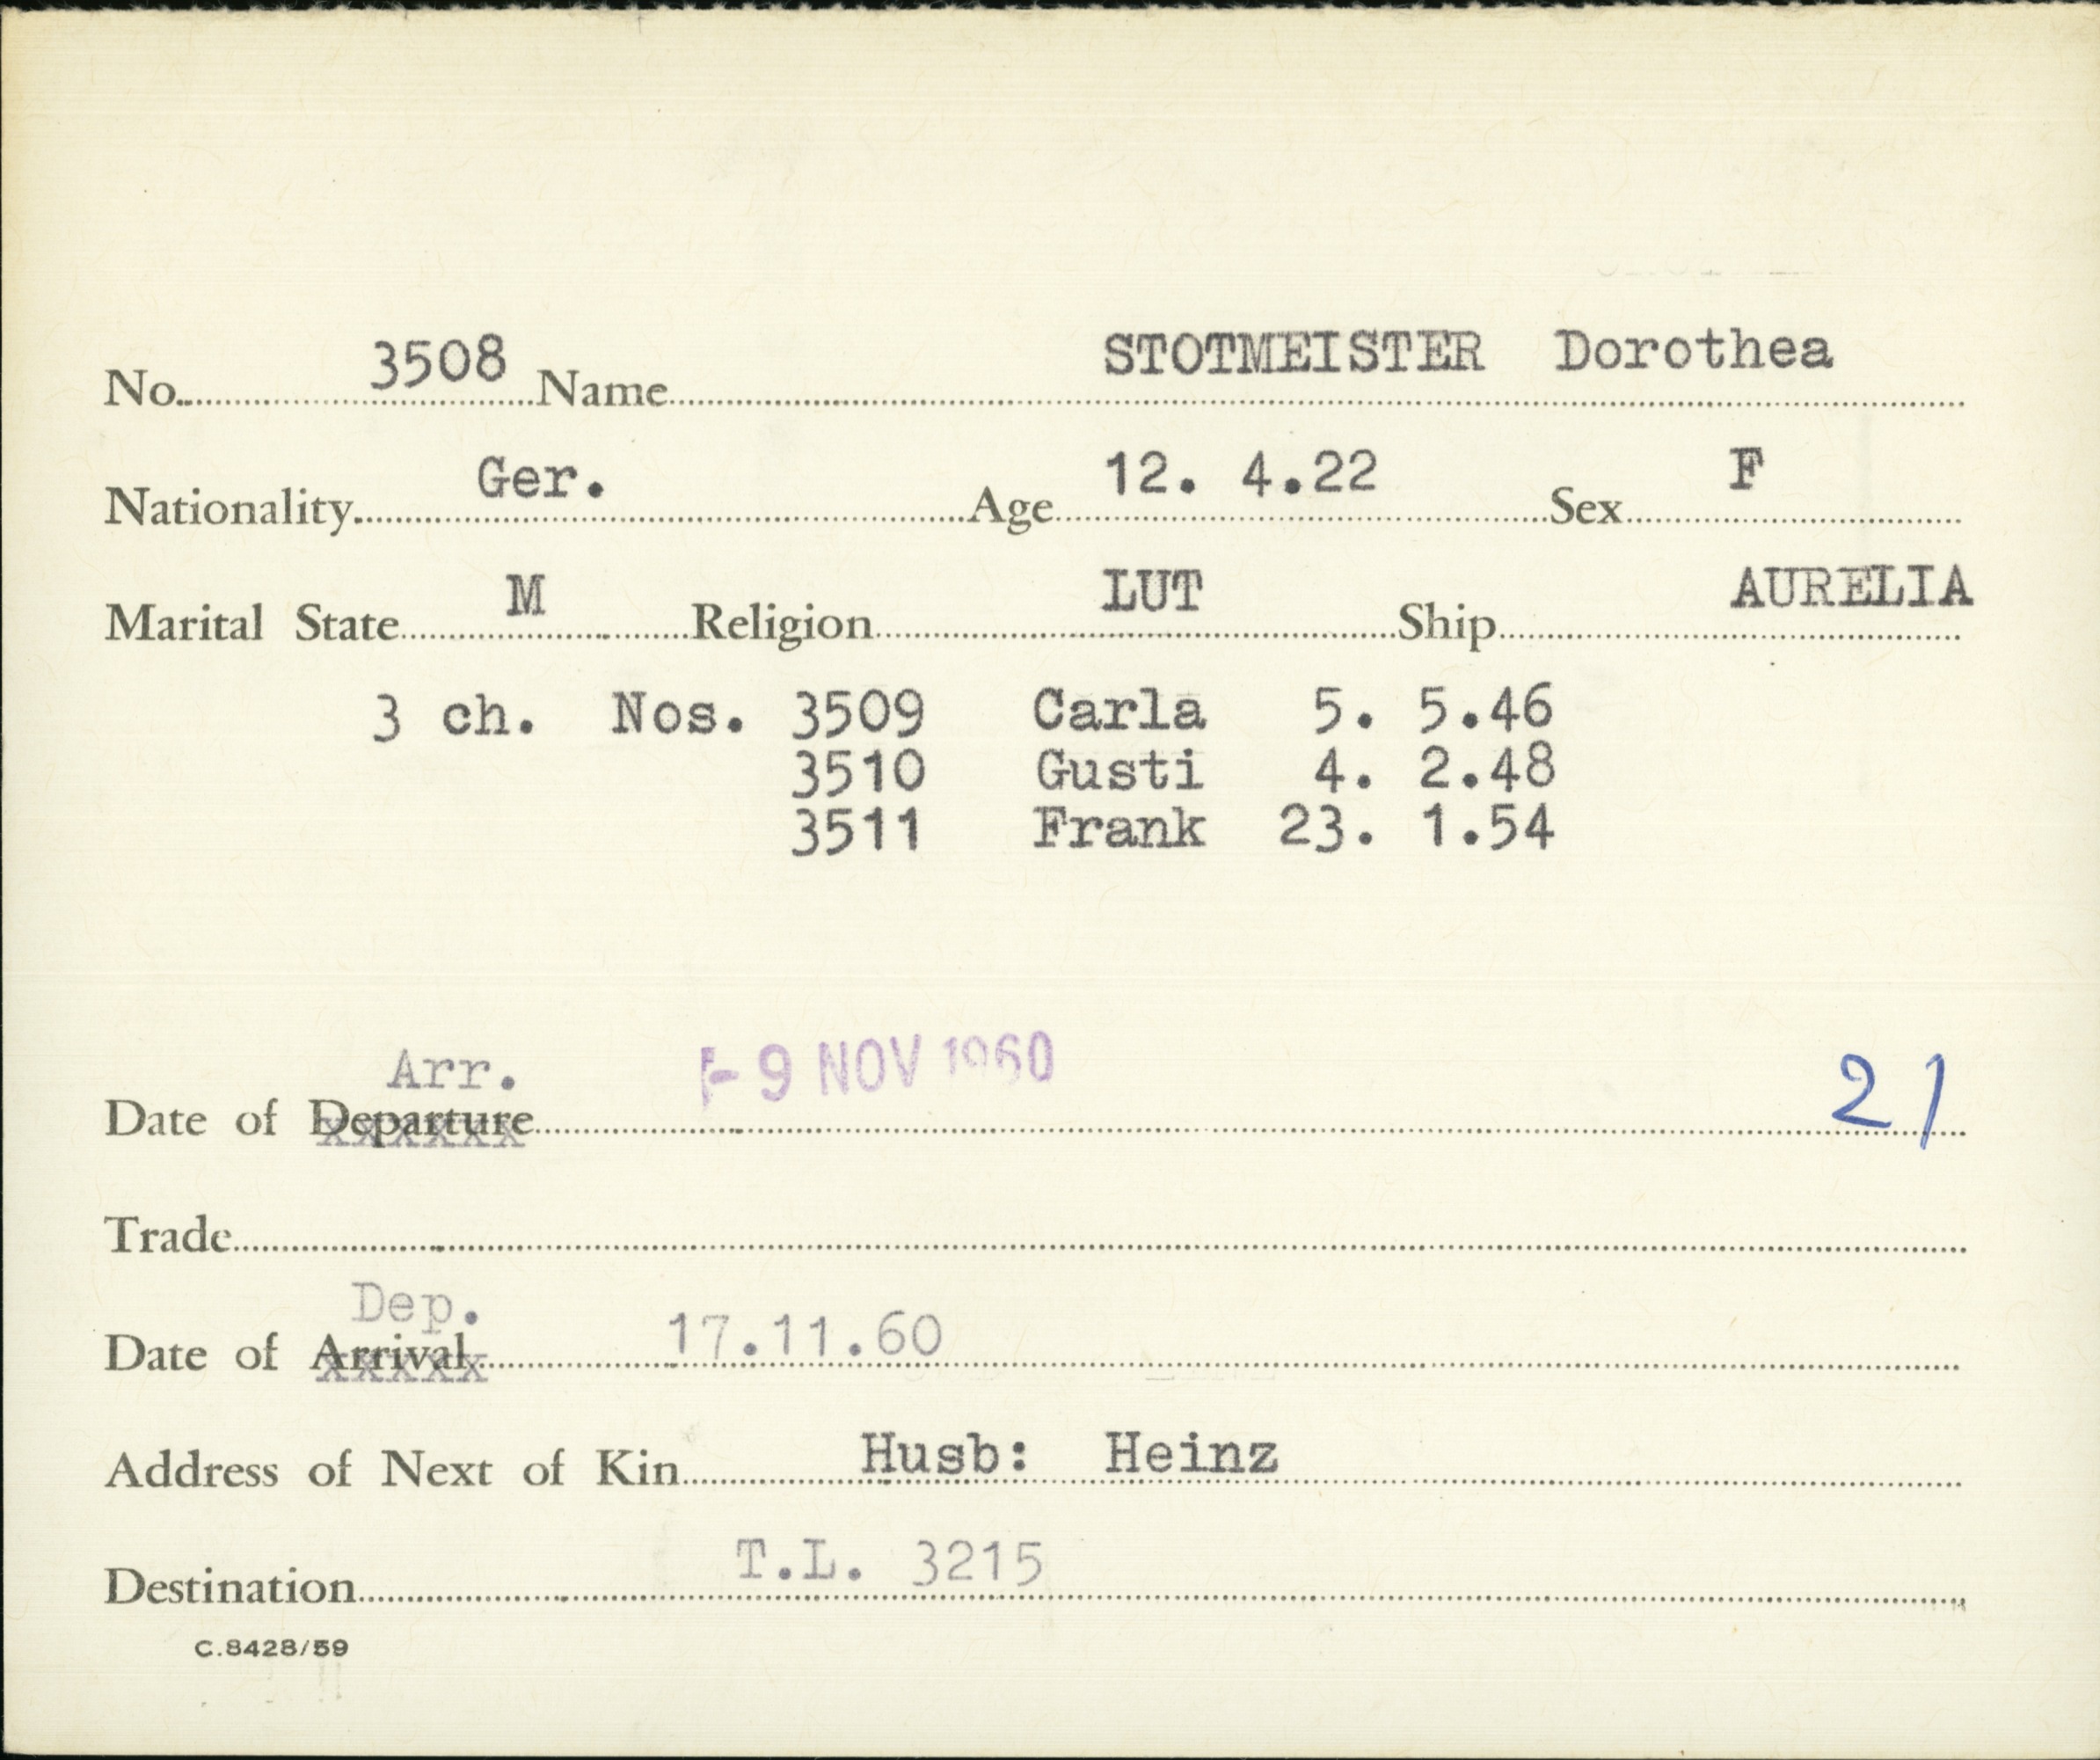 No. 3508 Name STOTMEISTER Dorothea
Nationality Ger. Age 12. 4.22 Sex F
Marital State M Religion LUT Ship AURELIA
3 ch. Nos. 3509 Carla 5. 5.46
3510 Gusti 4. 2.48
3511 Frank 23. 1.54
Arr.
Date of Departure - 9 NOV 1960 21
Trade
Dep.
Date of Arrival 17.11.60
Address of Next of Kin Husb: Heinz
Destination T.L. 3215
C.8428/59